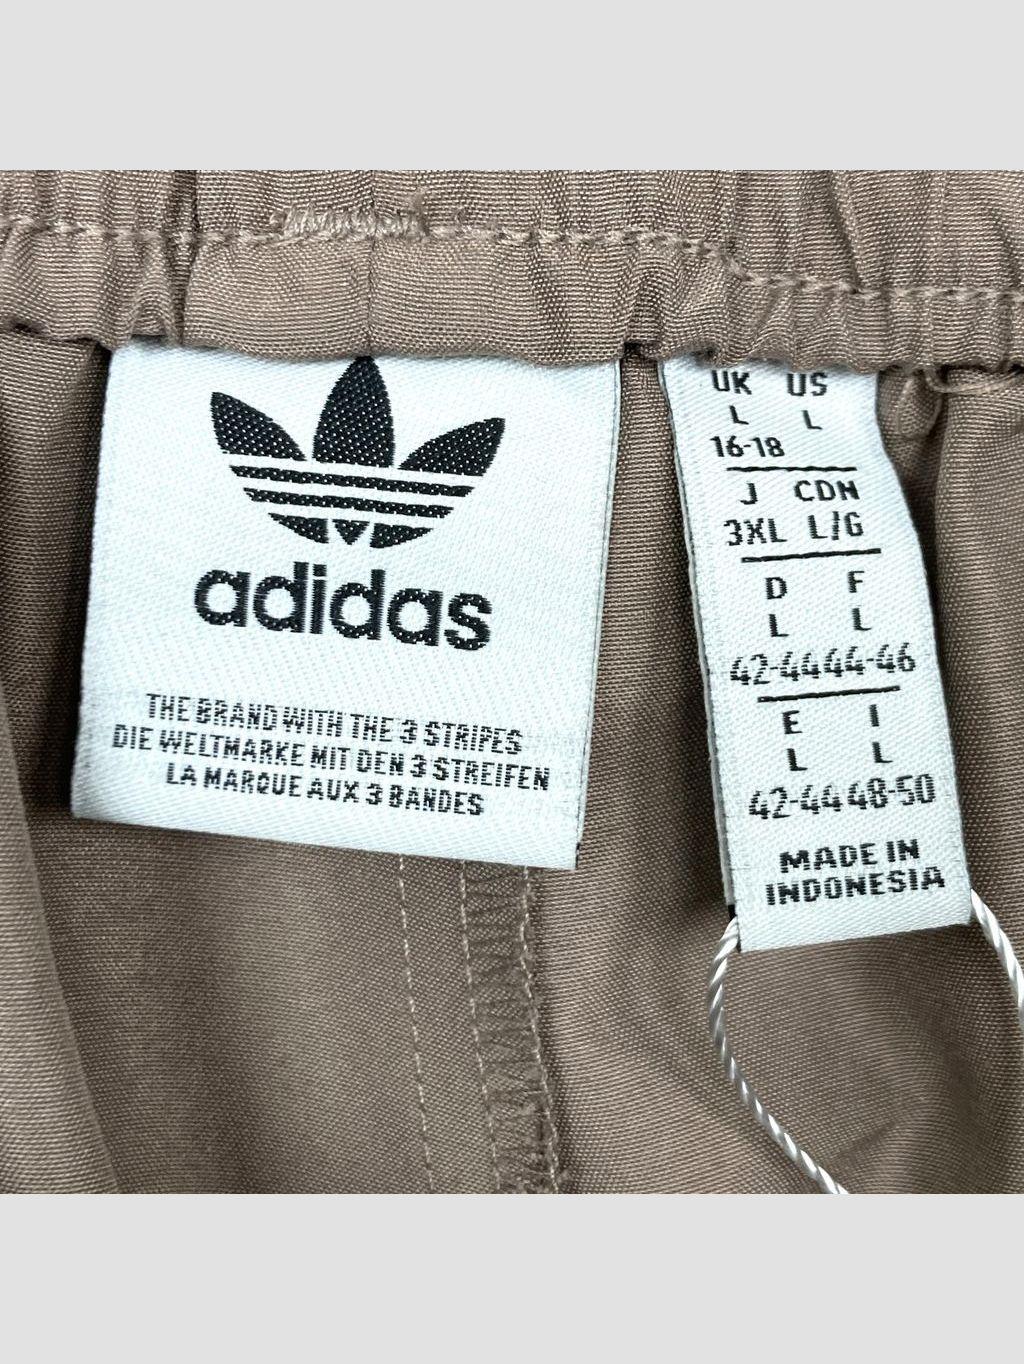 adidas
THE BRAND WITH THE 3 STRIPES
DIE WELTMARKE MIT DEN 3 STREIFEN
LA MARQUE AUX 3 BANDES
UK US
L L
16-18
J CDN
3XL L/G
D F
L L
42-44 44-46
E I
L L
42-44 48-50
MADE IN
INDONESIA